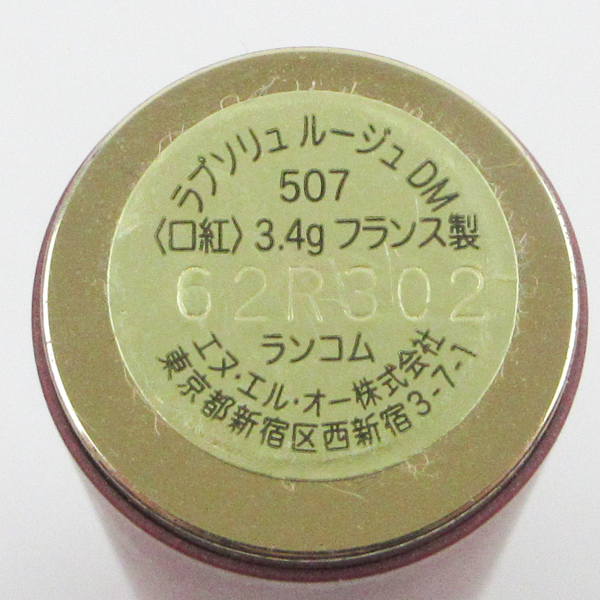 ラプソリュ ルージュ DM
507
〈口紅〉 3.4g フランス製
62R302
ランコム
エヌ・エル・オー株式会社
東京都新宿区西新宿3-7-1